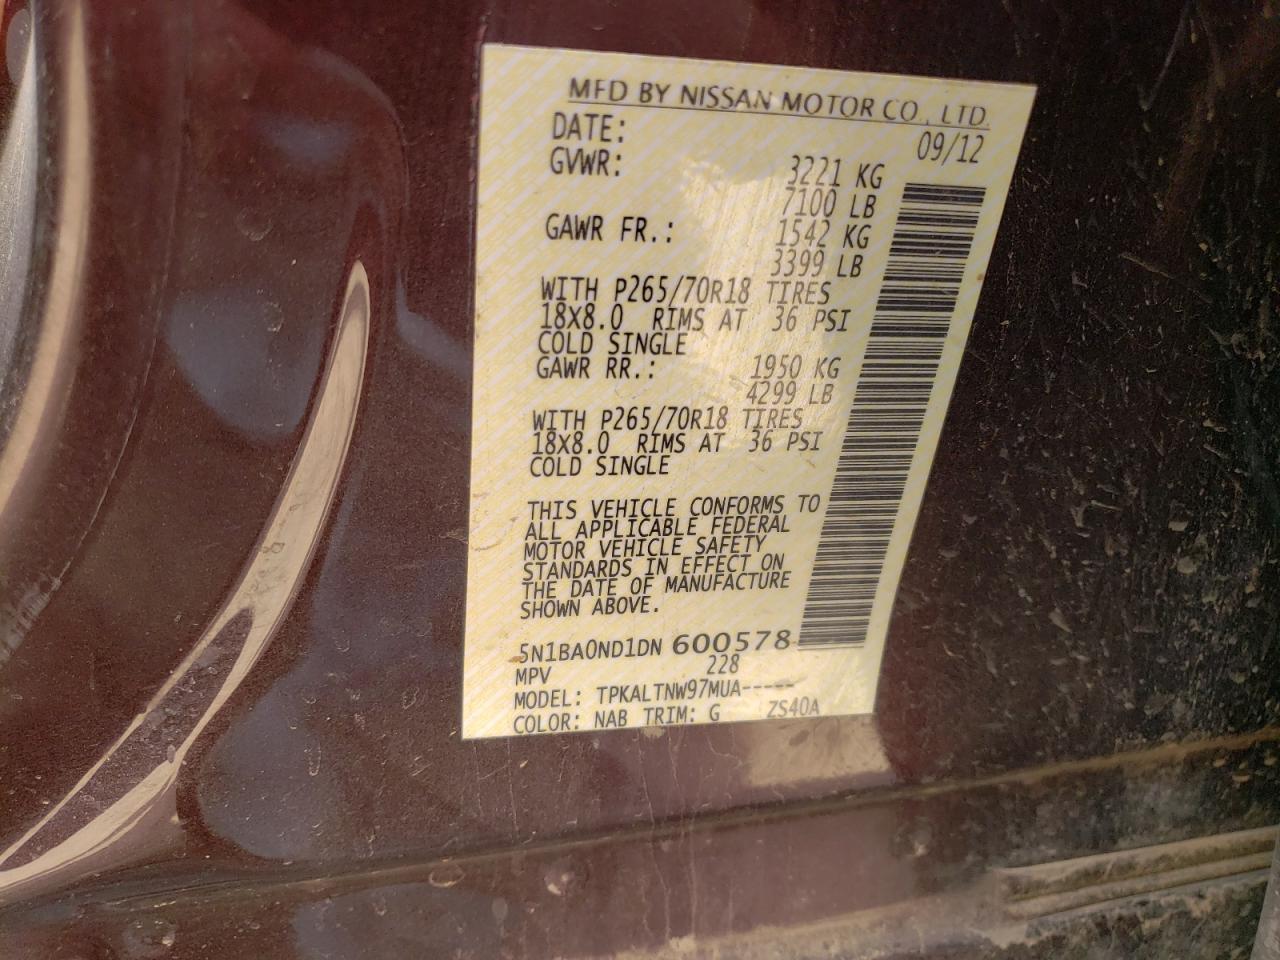 MFD BY NISSAN MOTOR CO., LTD.
DATE: 09/12
GVWR: 3221 KG
7100 LB
GAWR FR.: 1542 KG
3399 LB
WITH P265/70R18 TIRES
18X8.0 RIMS AT 36 PSI
COLD SINGLE
GAWR RR.: 1950 KG
4299 LB
WITH P265/70R18 TIRES
18X8.0 RIMS AT 36 PSI
COLD SINGLE
THIS VEHICLE CONFORMS TO
ALL APPLICABLE FEDERAL
MOTOR VEHICLE SAFETY
STANDARDS IN EFFECT ON
THE DATE OF MANUFACTURE
SHOWN ABOVE.
5N1BA0ND1DN 600578
MPV 228
MODEL: TPKALTNW97MUA-----
COLOR: NAB TRIM: G ZS40A